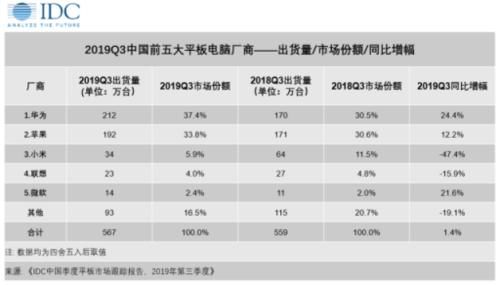 IDC
ANALYZE THE FUTURE
2019Q3中国前五大平板电脑厂商——出货量/市场份额/同比增幅
厂商 2019Q3出货量 (单位：万台) 2019Q3市场份额 2018Q3出货量 (单位：万台) 2018Q3市场份额 2019Q3同比增幅
1.华为 212 37.4% 170 30.5% 24.4%
2.苹果 192 33.8% 171 30.6% 12.2%
3.小米 34 5.9% 64 11.5% -47.4%
4.联想 23 4.0% 27 4.8% -15.9%
5.微软 14 2.4% 11 2.0% 21.6%
其他 93 16.5% 115 20.7% -19.1%
合计 567 100.0% 559 100.0% 1.4%
注: 数据均为四舍五入后取值
来源:《IDC中国季度平板市场跟踪报告、2019年第三季度》